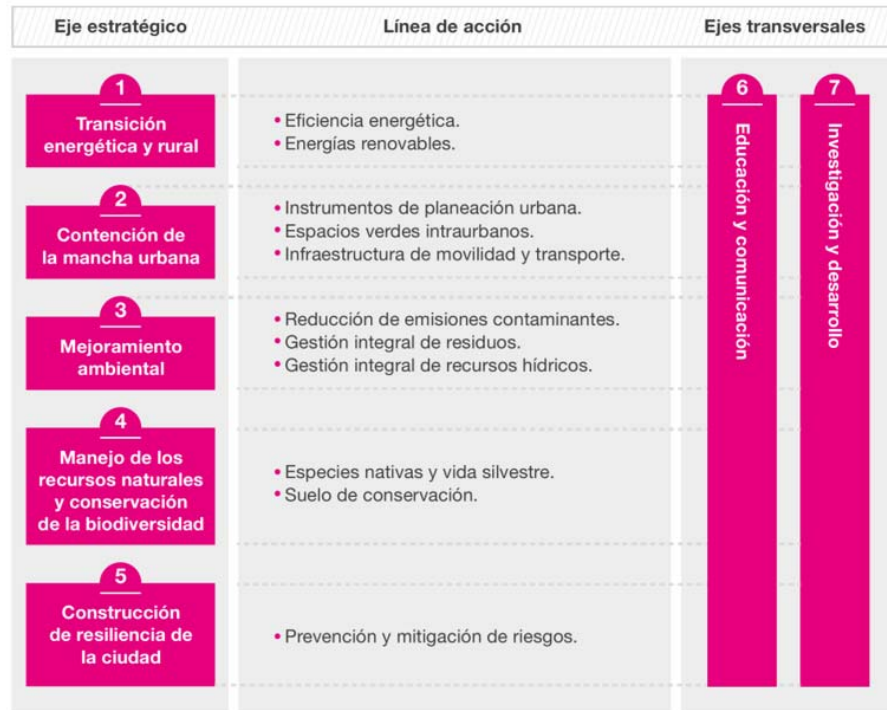 Eje estratégico
Línea de acción
Ejes transversales
1
Transición
energética y rural
• Eficiencia energética.
• Energías renovables.
2
Contención de
la mancha urbana
• Instrumentos de planeación urbana.
• Espacios verdes intraurbanos.
• Infraestructura de movilidad y transporte.
3
Mejoramiento
ambiental
• Reducción de emisiones contaminantes.
• Gestión integral de residuos.
• Gestión integral de recursos hídricos.
4
Manejo de los
recursos naturales
y conservación
de la biodiversidad
• Especies nativas y vida silvestre.
• Suelo de conservación.
5
Construcción
de resiliencia de
la ciudad
• Prevención y mitigación de riesgos.
6
Educación y comunicación
7
Investigación y desarrollo